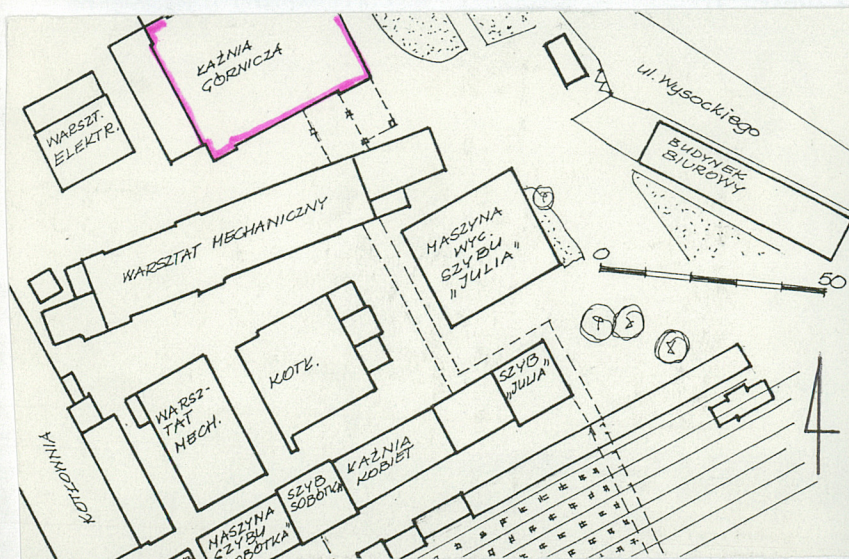 ŁAŹNIA
GÓRNICZA
WARSZT.
ELEKTR.
ul. Wysockiego
BUDYNEK
BIUROWY
WARSZTAT MECHANICZNY
MASZYNA
WYC.
SZYBU
„JULIA"
0
50
KOTŁ.
SZYB
„JULIA"
WARSZ-
TAT
MECH.
KOTŁOWNIA
ŁAŹNIA
KOBIET
SZYB
SOBÓTKA
MASZYNA
SZYBU
SOBÓTKA"